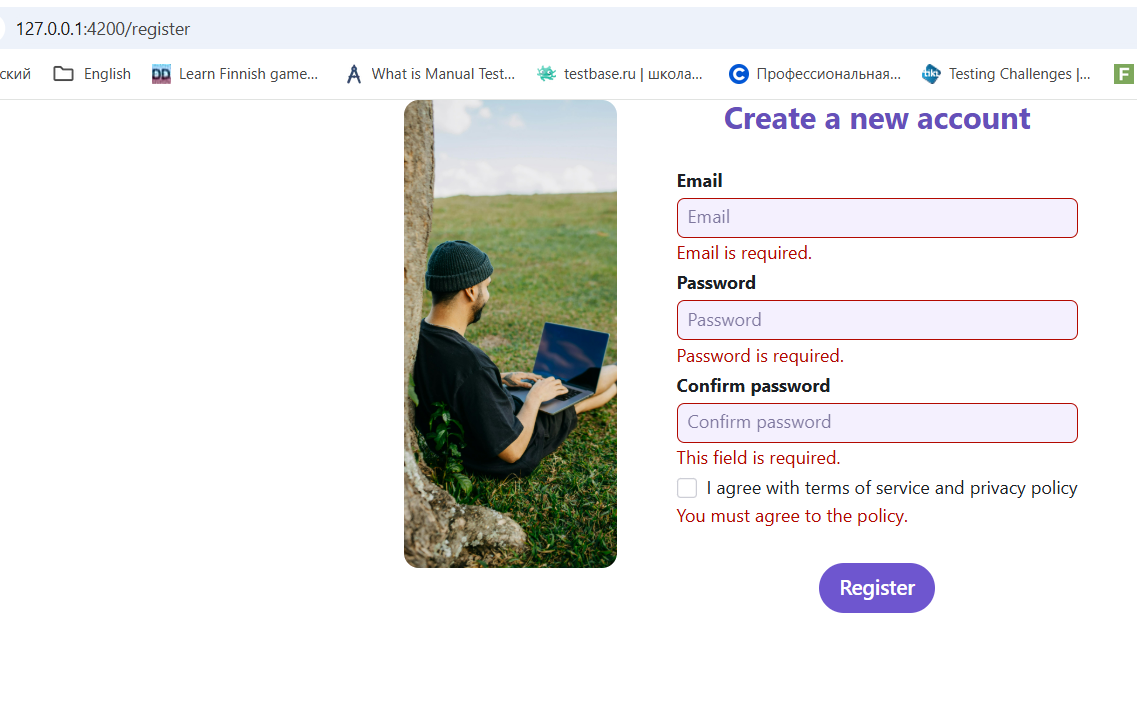 127.0.0.1:4200/register
ский English Learn Finnish game... What is Manual Test... testbase.ru | школа... Профессиональная... Testing Challenges |...
Create a new account
Email
Email
Email is required.
Password
Password
Password is required.
Confirm password
Confirm password
This field is required.
I agree with terms of service and privacy policy
You must agree to the policy.
Register